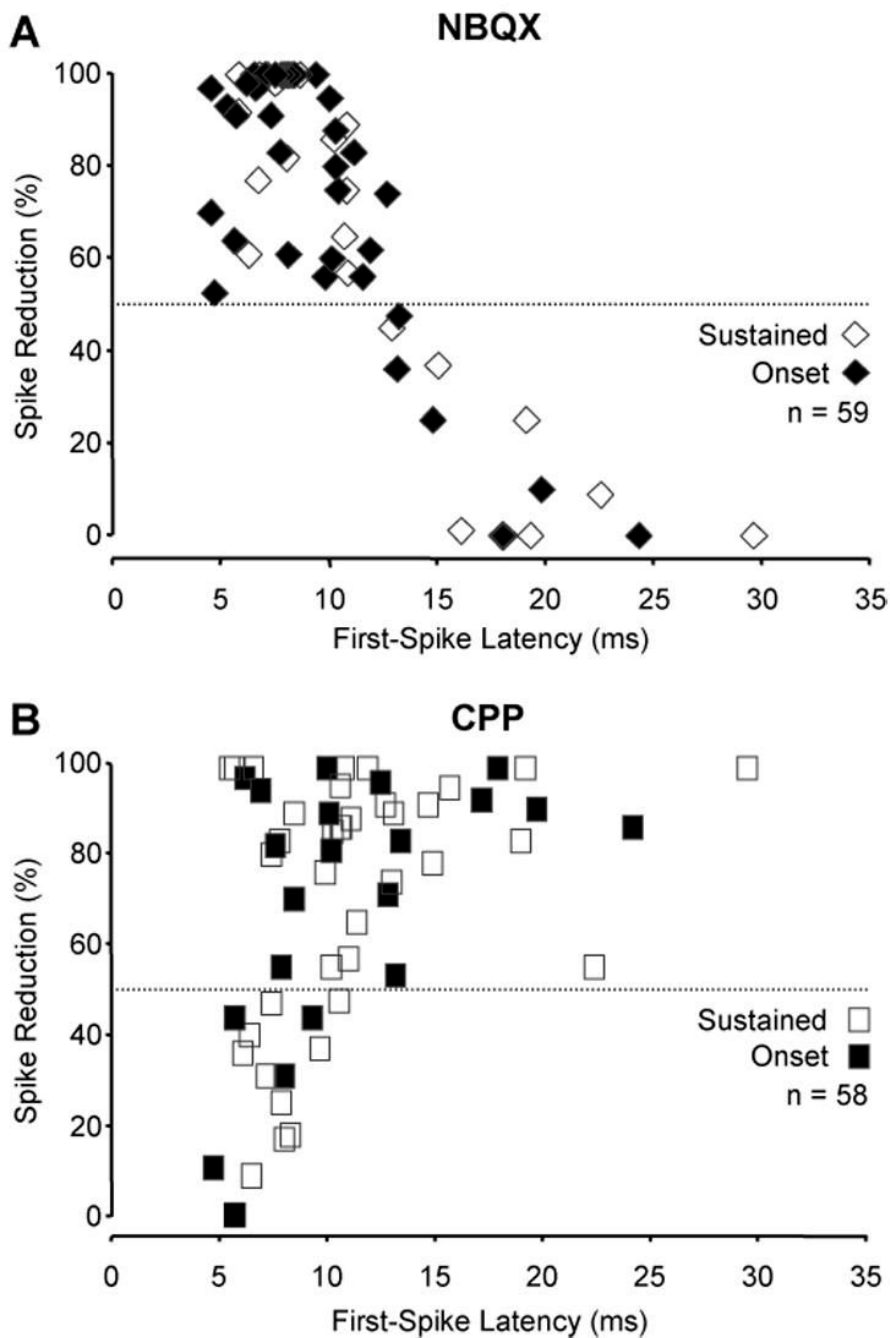 A
NBQX
100
80
60
40
20
0
Spike Reduction (%)
Sustained
Onset
n = 59
0 5 10 15 20 25 30 35
First-Spike Latency (ms)
B
CPP
100
80
60
40
20
0
Spike Reduction (%)
Sustained
Onset
n = 58
0 5 10 15 20 25 30 35
First-Spike Latency (ms)